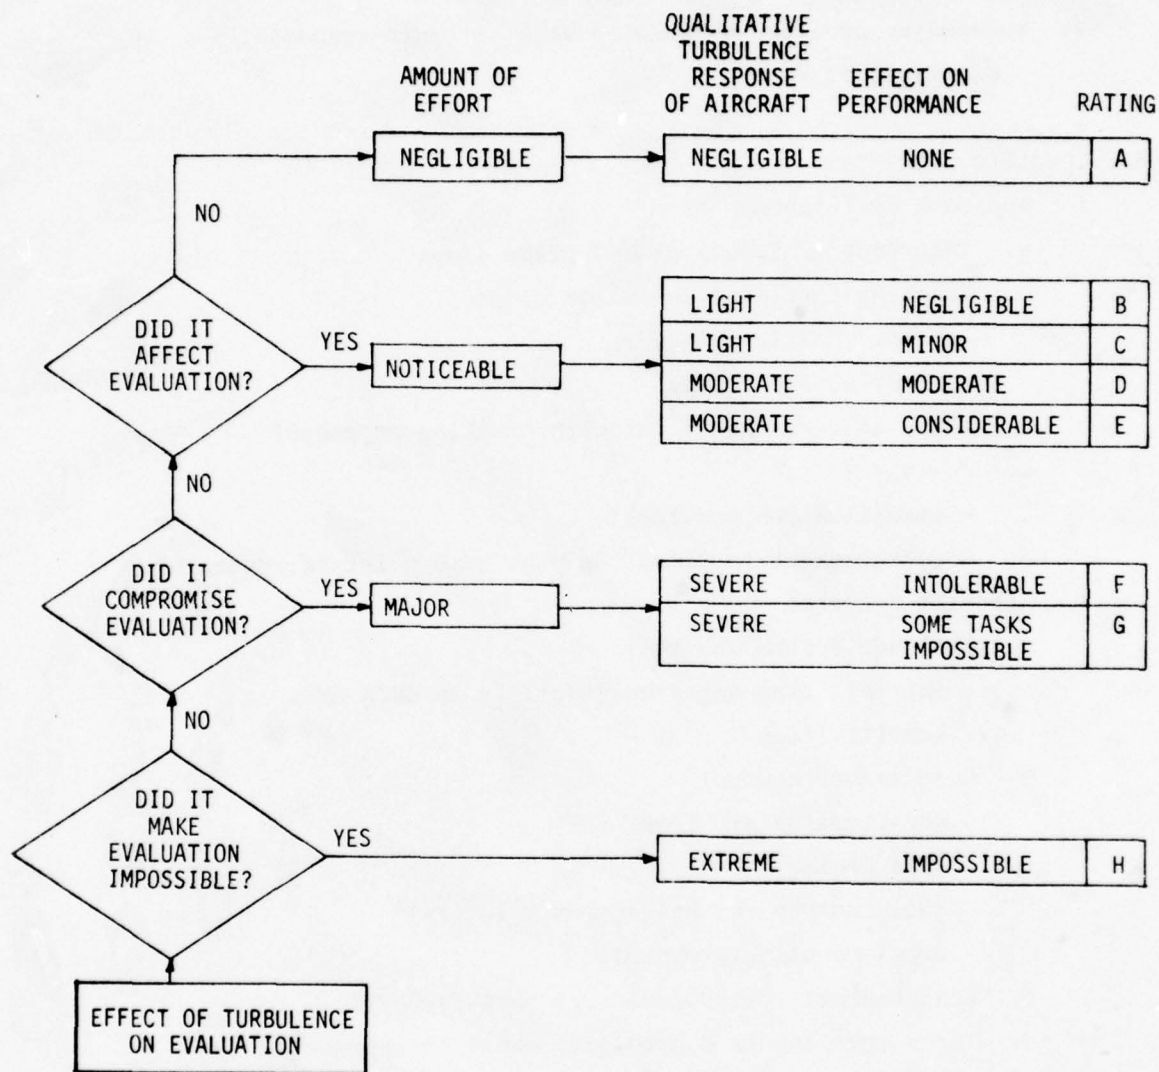 AMOUNT OF
EFFORT
QUALITATIVE
TURBULENCE
RESPONSE
OF AIRCRAFT
EFFECT ON
PERFORMANCE
RATING
NEGLIGIBLE
NEGLIGIBLE NONE A
NO
DID IT
AFFECT
EVALUATION?
YES
NOTICEABLE
LIGHT NEGLIGIBLE B
LIGHT MINOR C
MODERATE MODERATE D
MODERATE CONSIDERABLE E
NO
DID IT
COMPROMISE
EVALUATION?
YES
MAJOR
SEVERE INTOLERABLE F
SEVERE SOME TASKS G
IMPOSSIBLE
NO
DID IT
MAKE
EVALUATION
IMPOSSIBLE?
YES
EXTREME IMPOSSIBLE H
EFFECT OF TURBULENCE
ON EVALUATION